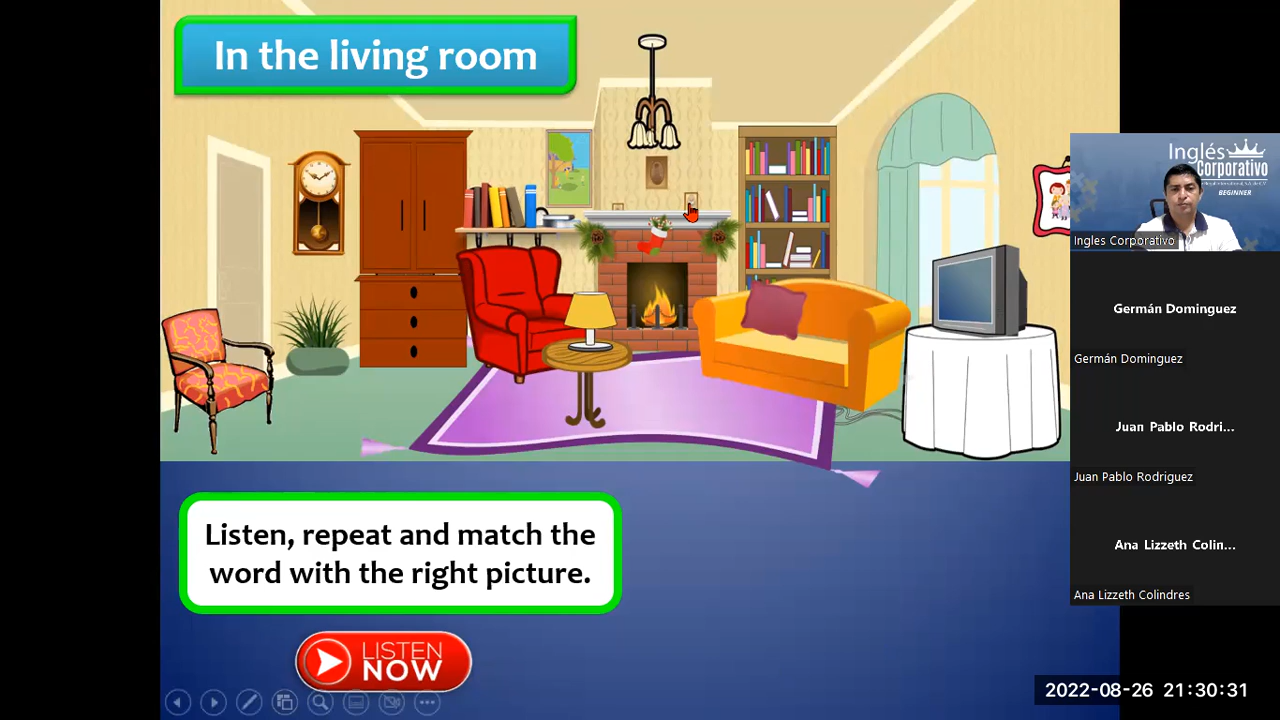 In the living room
Listen, repeat and match the
word with the right picture.
LISTEN
NOW
Inglés
Corporativo
BEGINNER
Ingles Corporativo
Germán Dominguez
Germán Dominguez
Juan Pablo Rodri...
Juan Pablo Rodriguez
Ana Lizzeth Colin...
Ana Lizzeth Colindres
2022-08-26 21:30:31